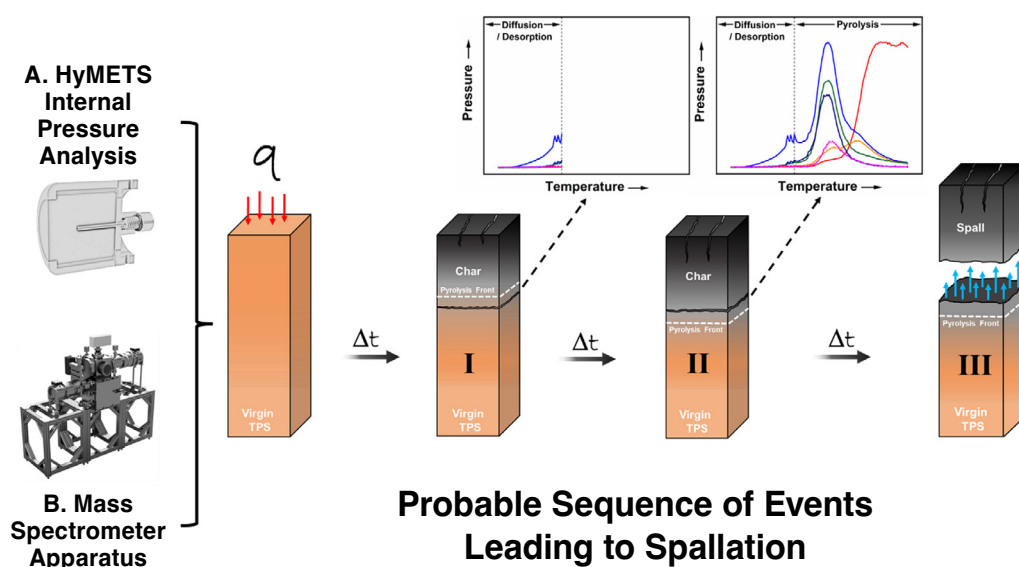 A. HyMETS
Internal
Pressure
Analysis
B. Mass
Spectrometer
Apparatus
q
Virgin
TPS
Δt
Diffusion
/ Desorption
Pressure
Temperature
Char
Pyrolysis Front
I
Virgin
TPS
Δt
Diffusion
/ Desorption
Pyrolysis
Pressure
Temperature
Char
Pyrolysis Front
II
Virgin
TPS
Δt
Spall
Pyrolysis Front
III
Virgin
TPS
Probable Sequence of Events
Leading to Spallation